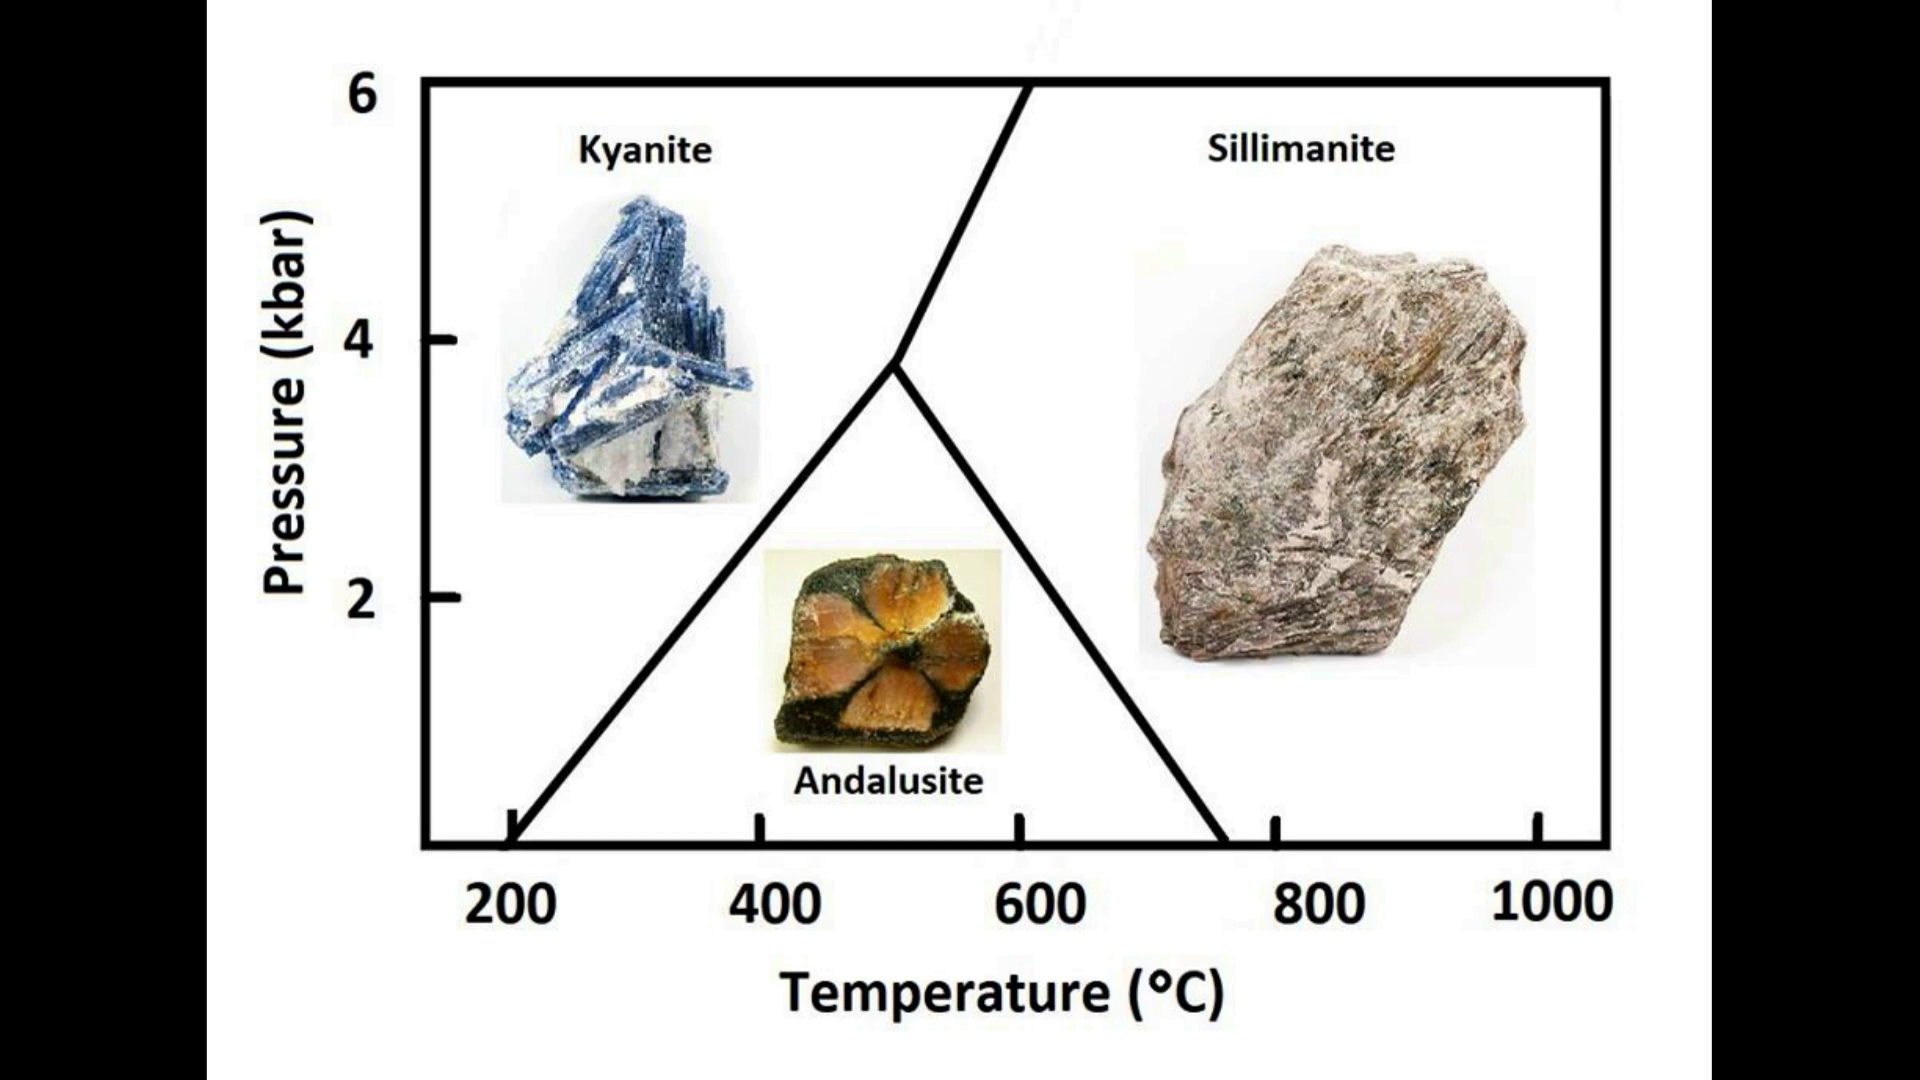 6
Kyanite
Sillimanite
4
Pressure (kbar)
2
Andalusite
200
400
600
800
1000
Temperature (°C)